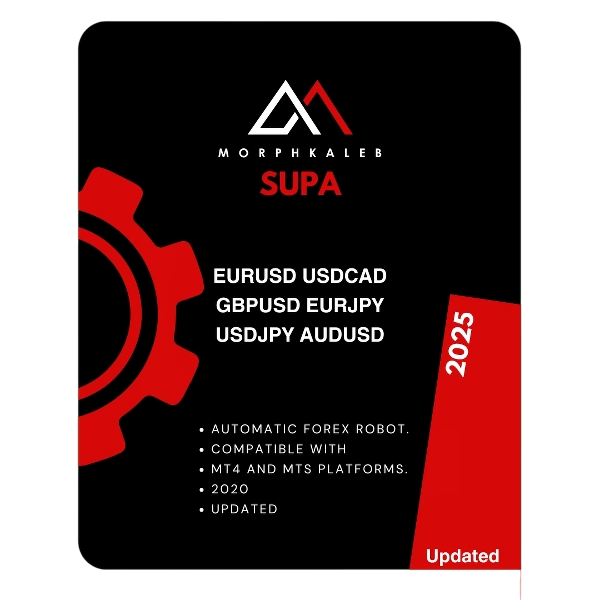 MORPHKALEB
SUPA
EURUSD USDCAD
GBPUSD EURJPY
USDJPY AUDUSD
2025
• AUTOMATIC FOREX ROBOT.
• COMPATIBLE WITH
• MT4 AND MTS PLATFORMS.
• 2020
• UPDATED
Updated